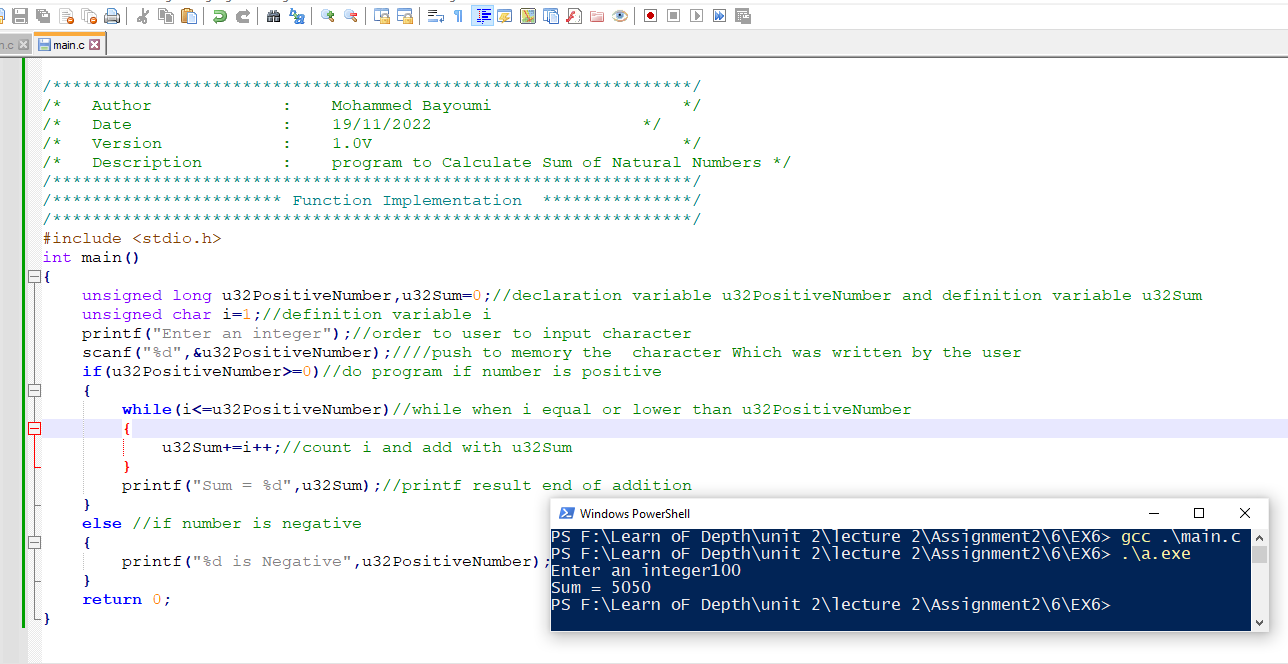 n.c
main.c
/****************************************************************/
/*   Author             :    Mohammed Bayoumi                   */
/*   Date               :    19/11/2022                     */
/*   Version            :    1.0V                               */
/*   Description        :    program to Calculate Sum of Natural Numbers */
/****************************************************************/
/*********************** Function Implementation  ***************/
/****************************************************************/
#include <stdio.h>
int main()
{
    unsigned long u32PositiveNumber,u32Sum=0;//declaration variable u32PositiveNumber and definition variable u32Sum
    unsigned char i=1;//definition variable i
    printf("Enter an integer");//order to user to input character
    scanf("%d",&u32PositiveNumber);////push to memory the  character Which was written by the user
    if(u32PositiveNumber>=0)//do program if number is positive
    {
        while(i<=u32PositiveNumber)//while when i equal or lower than u32PositiveNumber
        {
            u32Sum+=i++;//count i and add with u32Sum
        }
        printf("Sum = %d",u32Sum);//printf result end of addition
    }
    else //if number is negative
    {
        printf("%d is Negative",u32PositiveNumber);
    }
    return 0;
}
Windows PowerShell
PS F:\Learn oF Depth\unit 2\lecture 2\Assignment2\6\EX6> gcc .\main.c
PS F:\Learn oF Depth\unit 2\lecture 2\Assignment2\6\EX6> .\a.exe
Enter an integer100
Sum = 5050
PS F:\Learn oF Depth\unit 2\lecture 2\Assignment2\6\EX6>